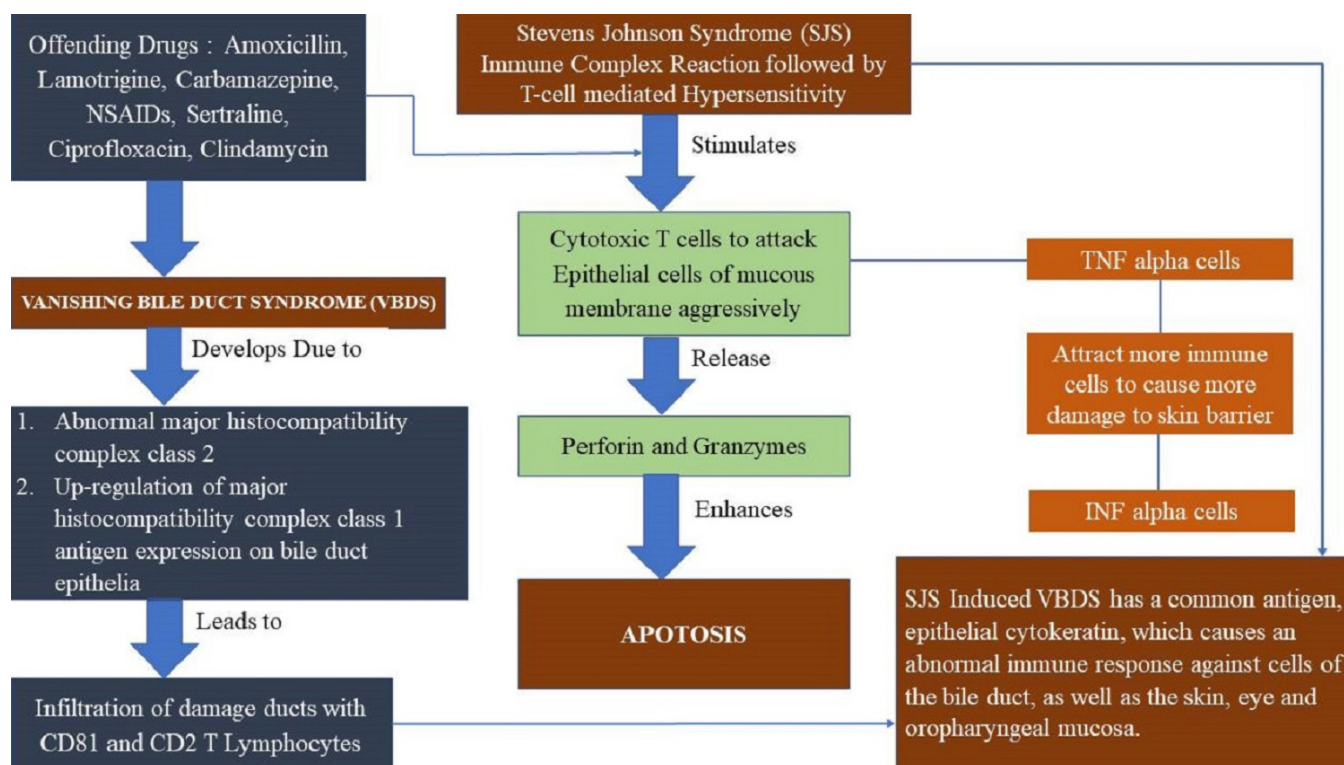 Offending Drugs : Amoxicillin,
Lamotrigine, Carbamazepine,
NSAIDs, Sertraline,
Ciprofloxacin, Clindamycin
VANISHING BILE DUCT SYNDROME (VBDS)
Develops Due to
1. Abnormal major histocompatibility
complex class 2
2. Up-regulation of major
histocompatibility complex class 1
antigen expression on bile duct
epithelia
Leads to
Infiltration of damage ducts with
CD81 and CD2 T Lymphocytes
Stevens Johnson Syndrome (SJS)
Immune Complex Reaction followed by
T-cell mediated Hypersensitivity
Stimulates
Cytotoxic T cells to attack
Epithelial cells of mucous
membrane aggressively
Release
Perforin and Granzymes
Enhances
APOTOSIS
TNF alpha cells
Attract more immune
cells to cause more
damage to skin barrier
INF alpha cells
SJS Induced VBDS has a common antigen,
epithelial cytokeratin, which causes an
abnormal immune response against cells of
the bile duct, as well as the skin, eye and
oropharyngeal mucosa.